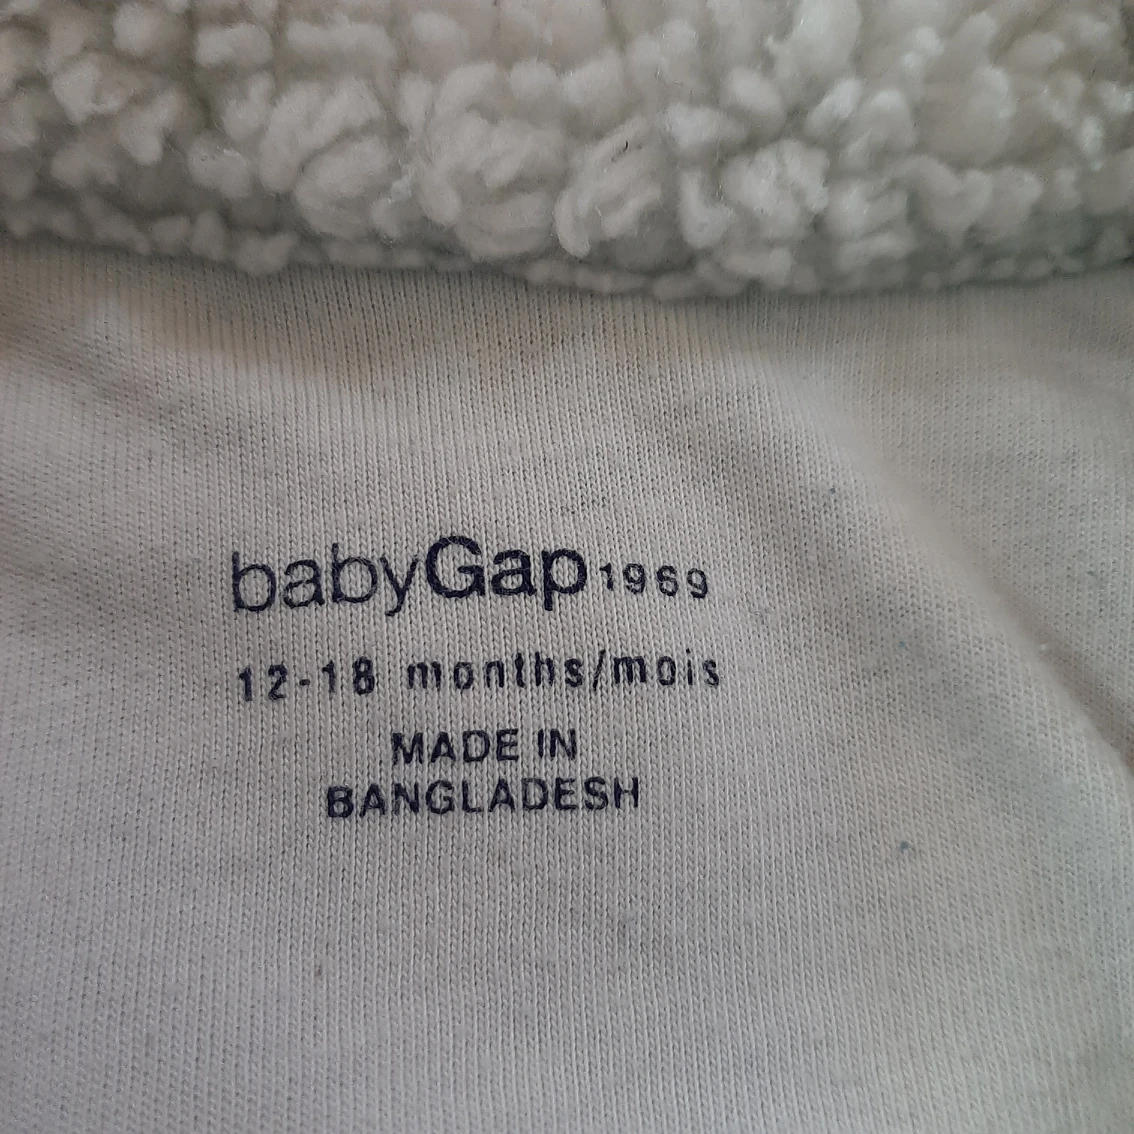 babyGap 1969
12-18 months/mois
MADE IN
BANGLADESH